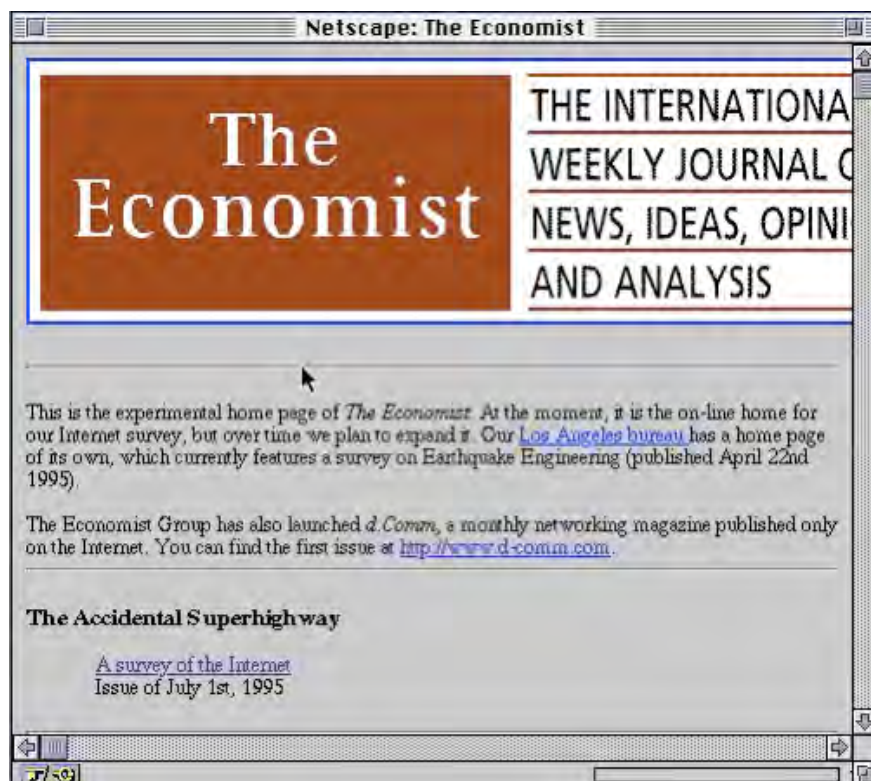 Netscape: The Economist
The
Economist
THE INTERNATIONA
WEEKLY JOURNAL O
NEWS, IDEAS, OPINI
AND ANALYSIS
This is the experimental home page of The Economist. At the moment, it is the on-line home for
our Internet survey, but over time we plan to expand it. Our Los Angeles bureau has a home page
of its own, which currently features a survey on Earthquake Engineering (published April 22nd
1995).
The Economist Group has also launched d.Comm, a monthly networking magazine published only
on the Internet. You can find the first issue at http://www.d-comm.com.
The Accidental Superhighway
A survey of the Internet
Issue of July 1st, 1995